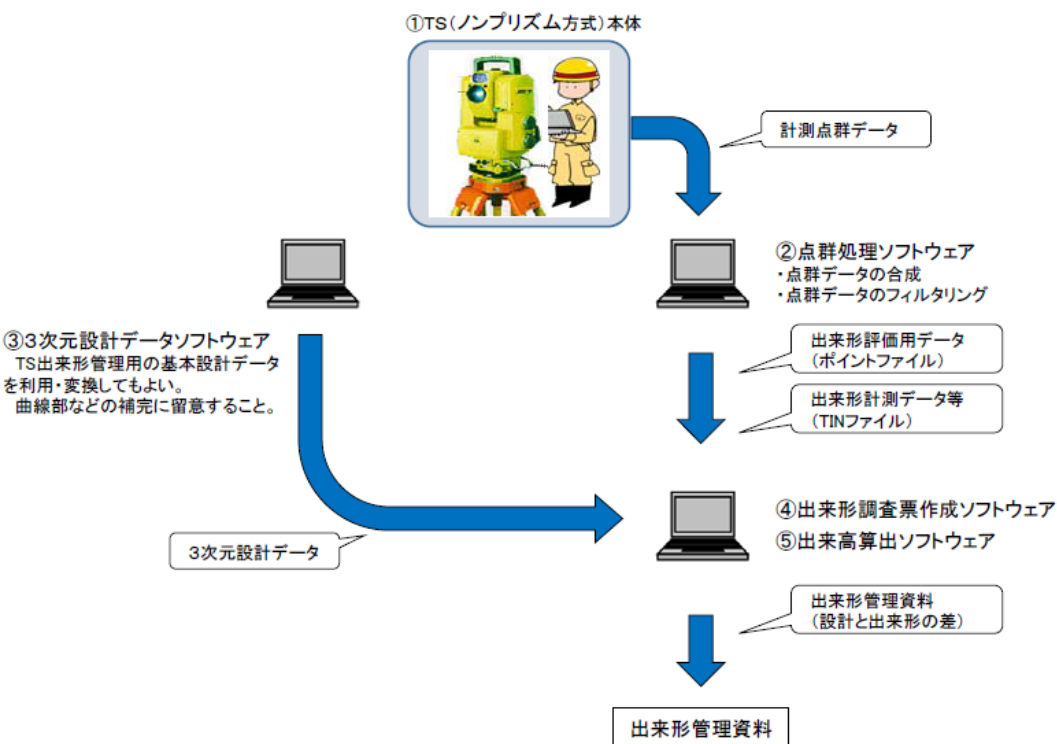 ①TS(ノンプリズム方式)本体
計測点群データ
②点群処理ソフトウェア
・点群データの合成
・点群データのフィルタリング
③3次元設計データソフトウェア
TS出来形管理用の基本設計データ
を利用・変換してもよい。
曲線部などの補完に留意すること。
出来形評価用データ
(ポイントファイル)
出来形計測データ等
(TINファイル)
3次元設計データ
④出来形調査票作成ソフトウェア
⑤出来高算出ソフトウェア
出来形管理資料
(設計と出来形の差)
出来形管理資料